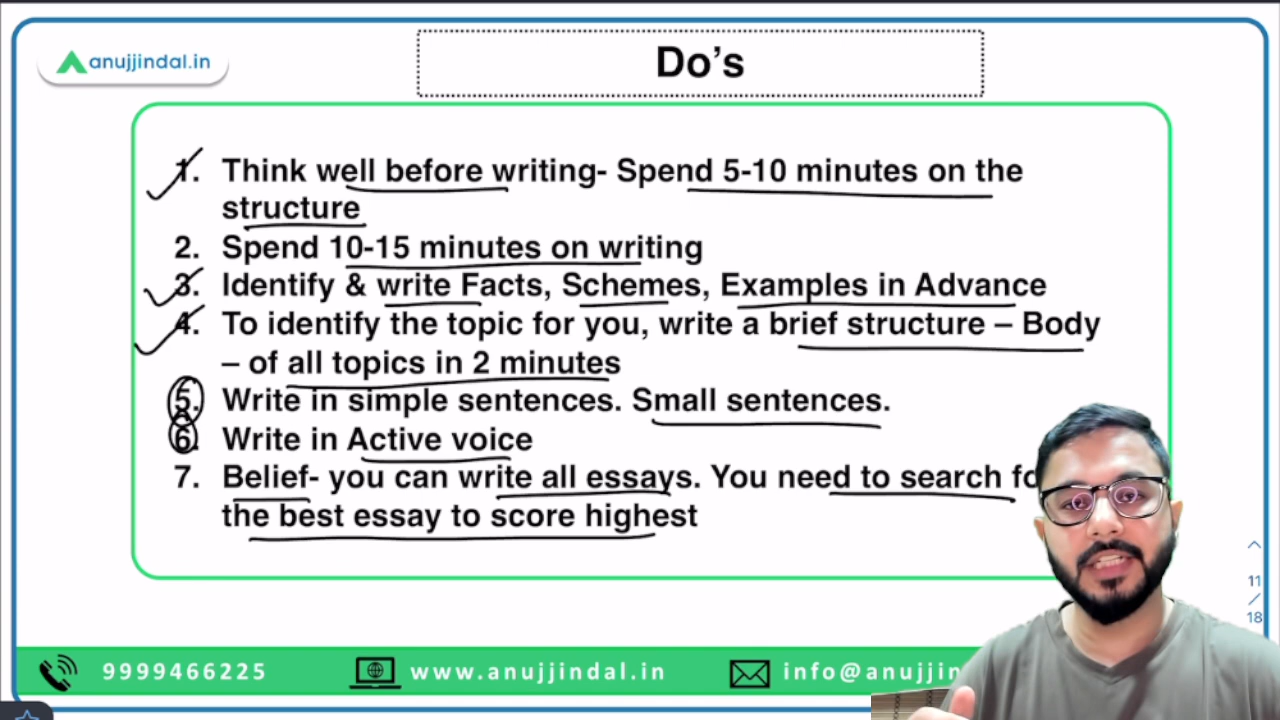 anujjindal.in
Do's
1. Think well before writing- Spend 5-10 minutes on the
structure
2. Spend 10-15 minutes on writing
3. Identify & write Facts, Schemes, Examples in Advance
4. To identify the topic for you, write a brief structure – Body
– of all topics in 2 minutes
5. Write in simple sentences. Small sentences.
6. Write in Active voice
7. Belief- you can write all essays. You need to search fo
the best essay to score highest
11
/
18
9999466225 www.anujjindal.in info@anujjin